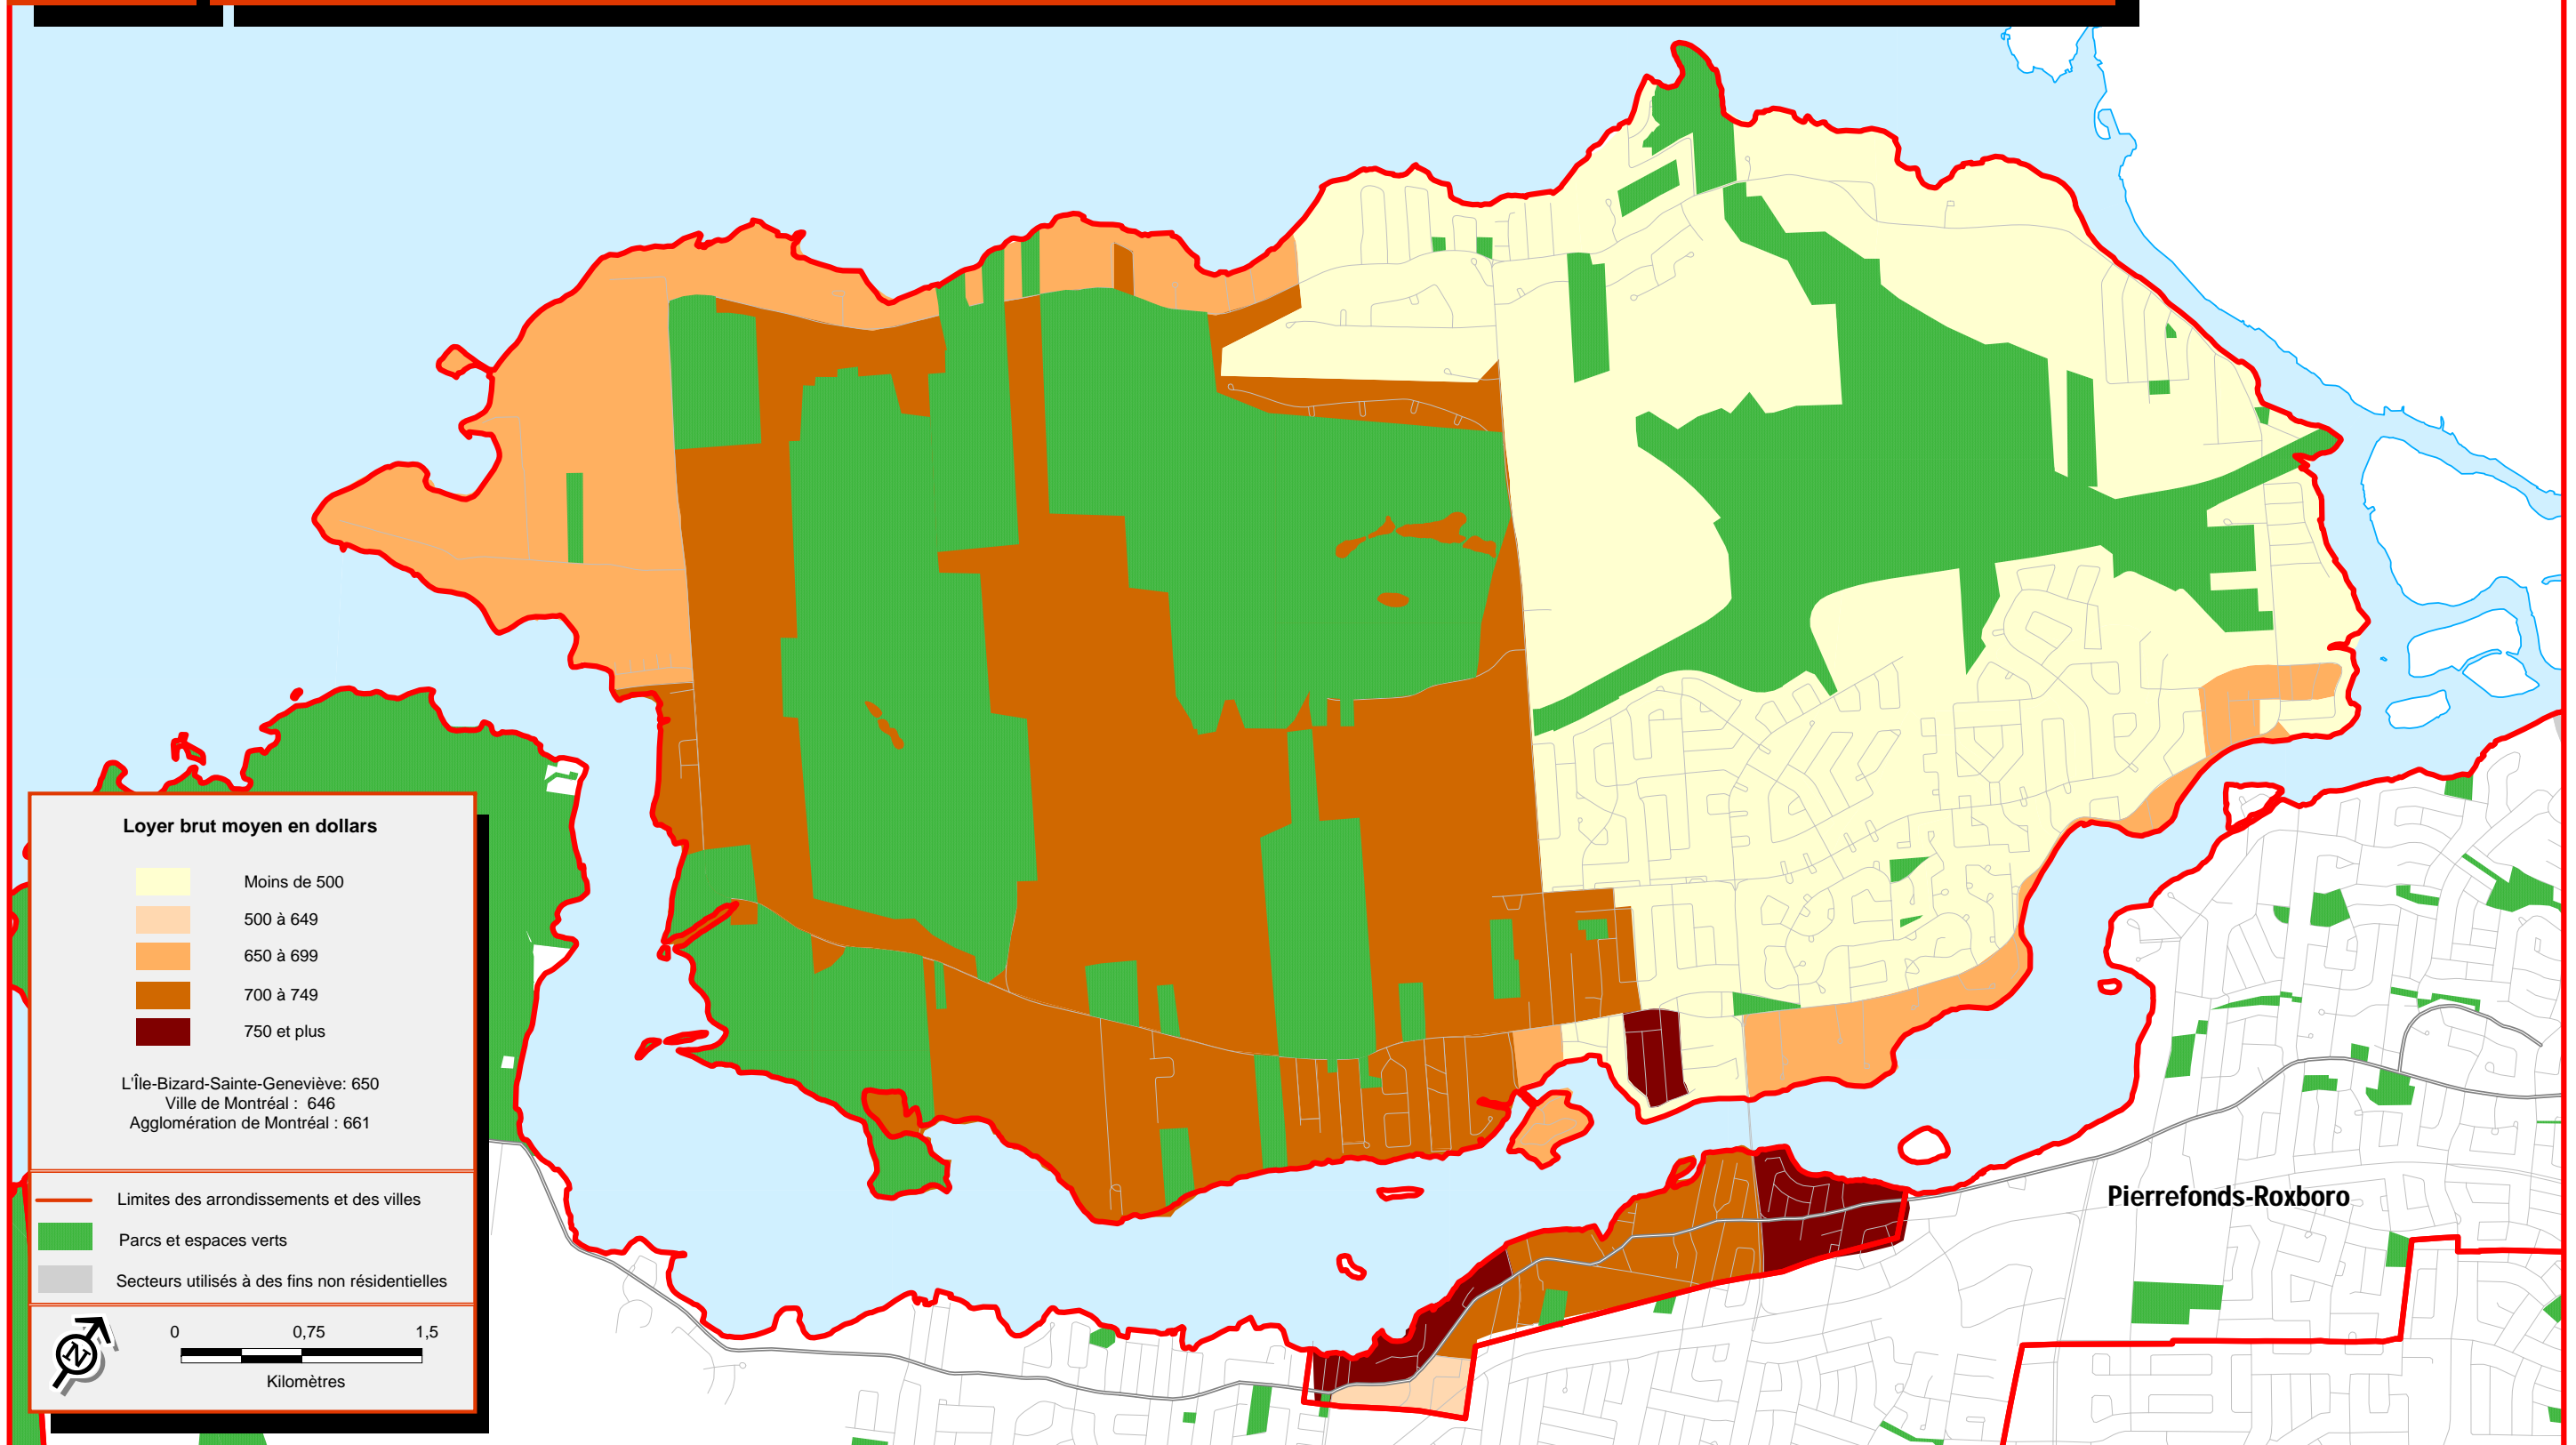 Loyer brut moyen en dollars
Moins de 500
500 à 649
650 à 699
700 à 749
750 et plus
L'Île-Bizard-Sainte-Geneviève: 650
Ville de Montréal : 646
Agglomération de Montréal : 661
Limites des arrondissements et des villes
Parcs et espaces verts
Secteurs utilisés à des fins non résidentielles
N
0 0,75 1,5
Kilomètres
Pierrefonds-Roxboro